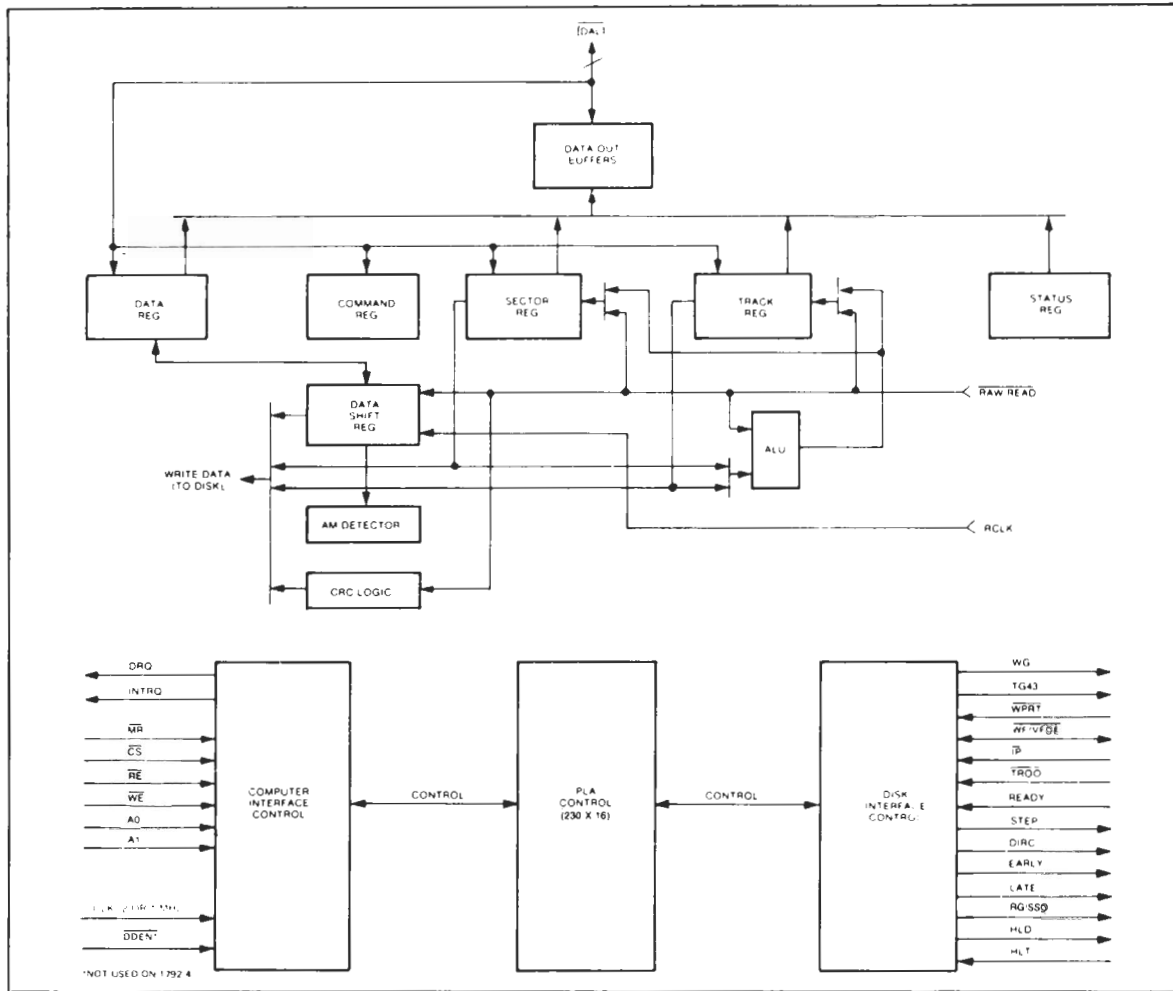 (DAL)
DATA OUT
BUFFERS
DATA
REG
COMMAND
REG
SECTOR
REG
TRACK
REG
STATUS
REG
DATA
SHIFT
REG
RAW READ
ALU
WRITE DATA
(TO DISK)
AM DETECTOR
RCLK
CRC LOGIC
DRQ
INTRQ
MR
CS
RE
WE
A0
A1
DDEN*
*NOT USED ON 1792 4
COMPUTER
INTERFACE
CONTROL
CONTROL
PLA
CONTROL
(230 X 16)
CONTROL
DISK
INTERFACE
CONTROL
WG
TG43
WPRT
WF/VFOE
IP
TROO
READY
STEP
DIRC
EARLY
LATE
RG/SSO
HLD
HLT